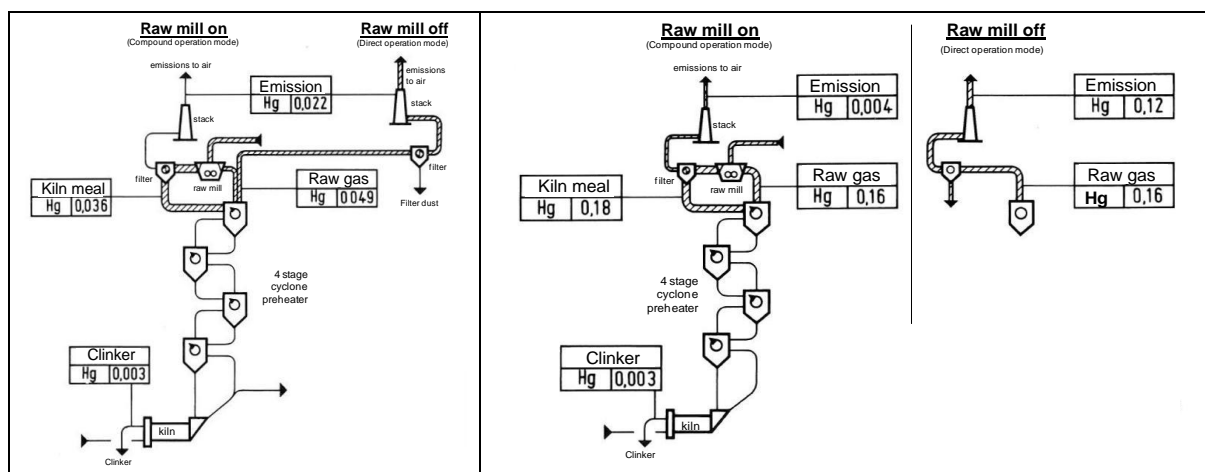 Raw mill on
(Compound operation mode)
Raw mill off
(Direct operation mode)
emissions to air
emissions
to air
Emission
Hg 0,022
stack
stack
filter
raw mill
filter
Kiln meal
Hg 0,036
Raw gas
Hg 0 049
Filter dust
4 stage
cyclone
preheater
Clinker
Hg 0,003
kiln
Clinker
Raw mill on
(Compound operation mode)
emissions to air
Emission
Hg 0,004
stack
filter
raw mill
Kiln meal
Hg 0,18
Raw gas
Hg 0,16
4 stage
cyclone
preheater
Clinker
Hg 0,003
kiln
Clinker
Raw mill off
(Direct operation mode)
Emission
Hg 0,12
Raw gas
Hg 0,16